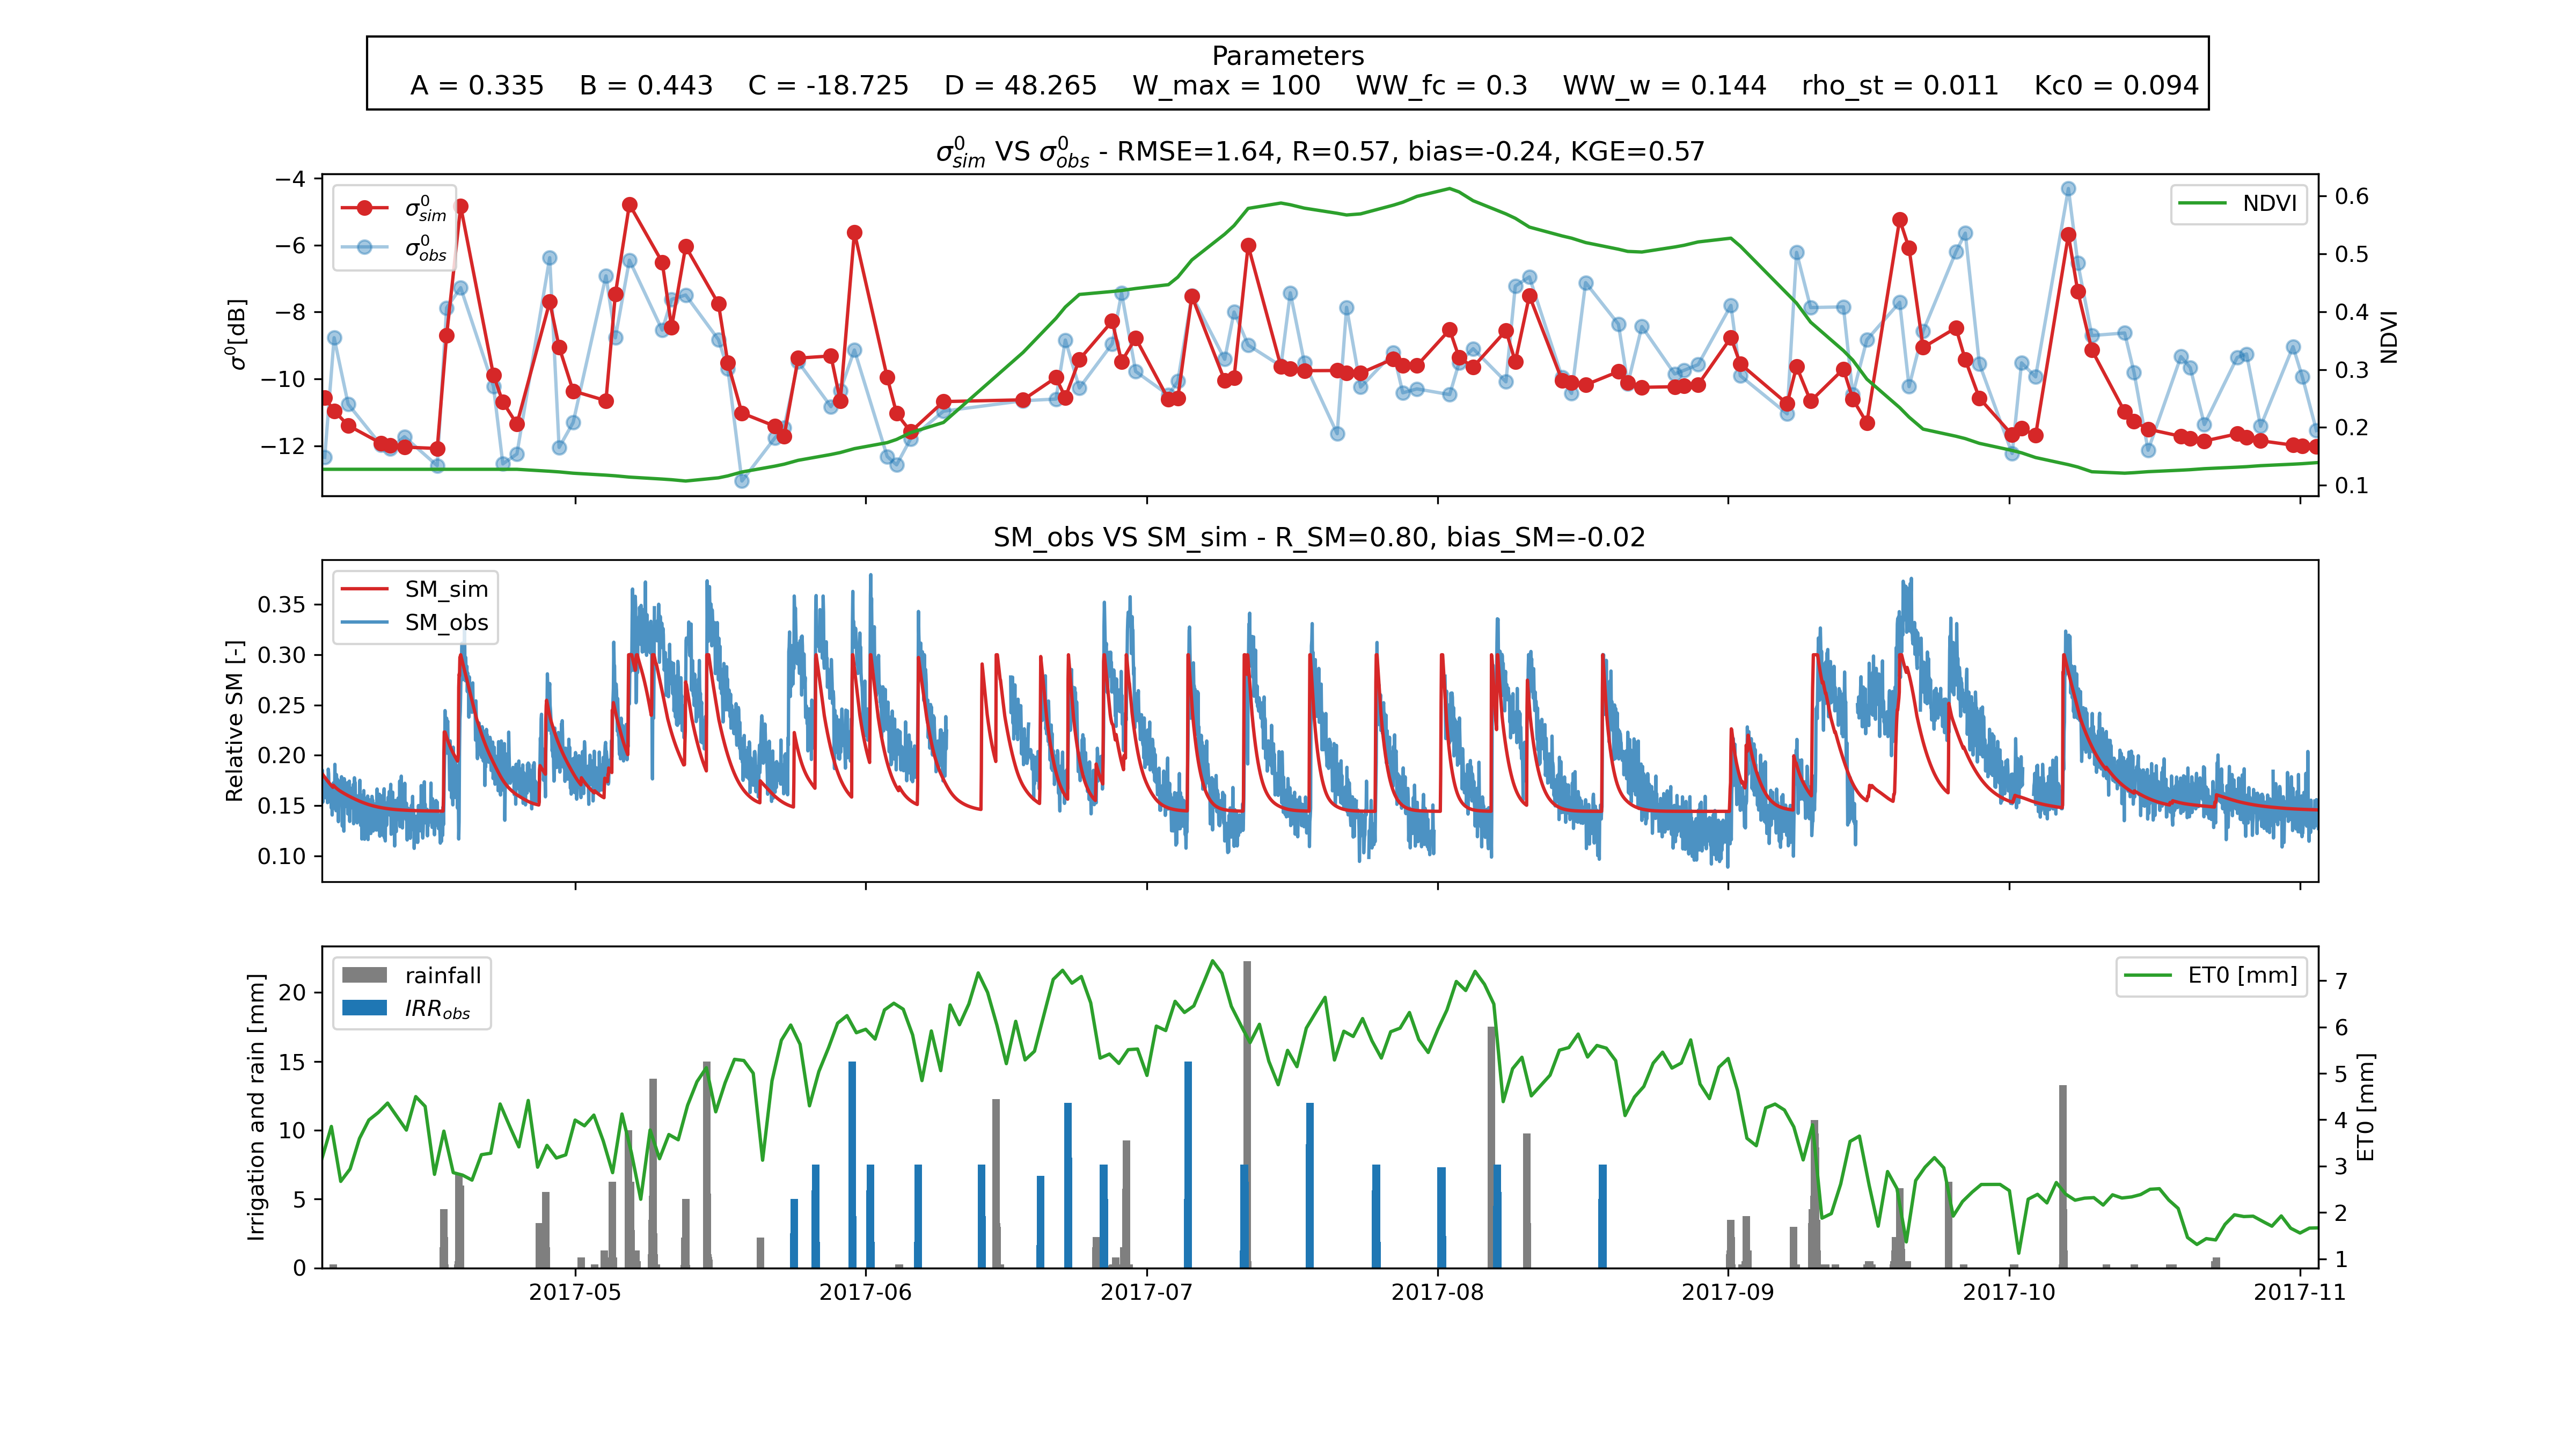 Parameters
A = 0.335 B = 0.443 C = -18.725 D = 48.265 W_max = 100 WW_fc = 0.3 WW_w = 0.144 rho_st = 0.011 Kc0 = 0.094
σ⁰sim VS σ⁰obs - RMSE=1.64, R=0.57, bias=-0.24, KGE=0.57
σ⁰sim
σ⁰obs
NDVI
−4
−6
−8
−10
−12
σ⁰[dB]
0.6
0.5
0.4
0.3
0.2
0.1
NDVI
SM_obs VS SM_sim - R_SM=0.80, bias_SM=-0.02
SM_sim
SM_obs
0.35
0.30
0.25
0.20
0.15
0.10
Relative SM [-]
rainfall
IRRobs
ET0 [mm]
20
15
10
5
0
Irrigation and rain [mm]
7
6
5
4
3
2
1
ET0 [mm]
2017-05 2017-06 2017-07 2017-08 2017-09 2017-10 2017-11